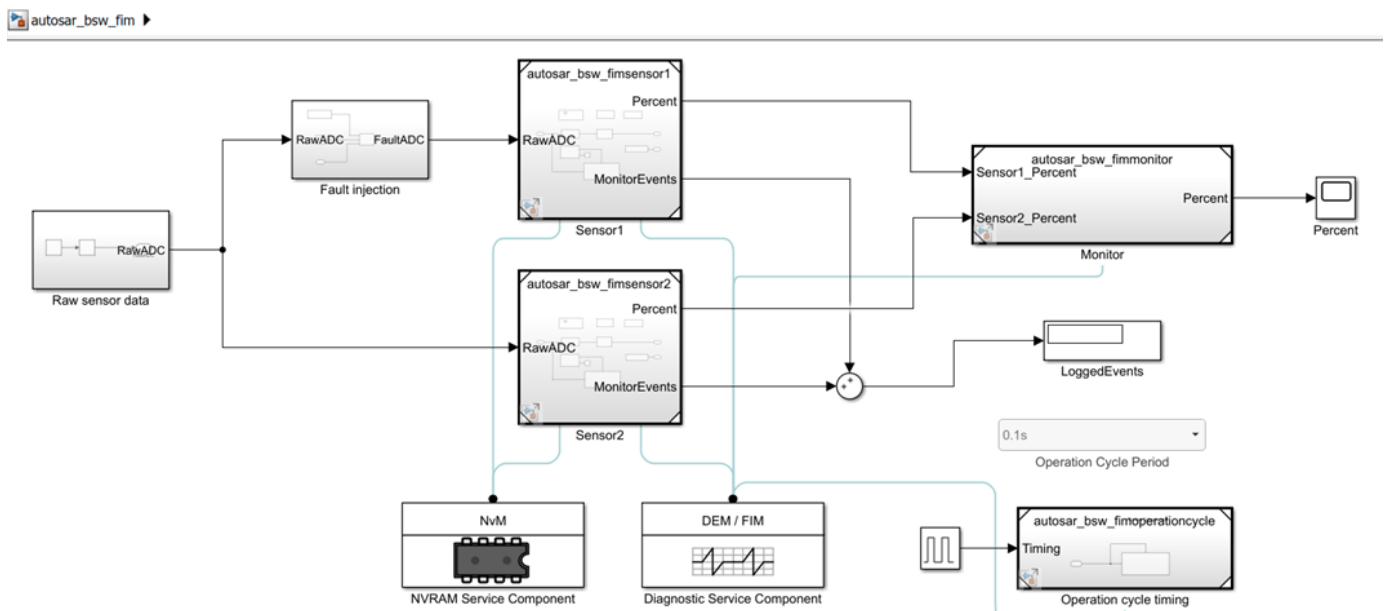 autosar_bsw_fim
autosar_bsw_fimsensor1
Percent
RawADC
MonitorEvents
Sensor1
RawADC
FaultADC
Fault injection
autosar_bsw_fimmonitor
Sensor1_Percent
Percent
Sensor2_Percent
Monitor
Percent
RawADC
Raw sensor data
autosar_bsw_fimsensor2
Percent
RawADC
MonitorEvents
Sensor2
LoggedEvents
0.1s
Operation Cycle Period
NvM
NVRAM Service Component
DEM / FIM
Diagnostic Service Component
autosar_bsw_fimoperationcycle
Timing
Operation cycle timing